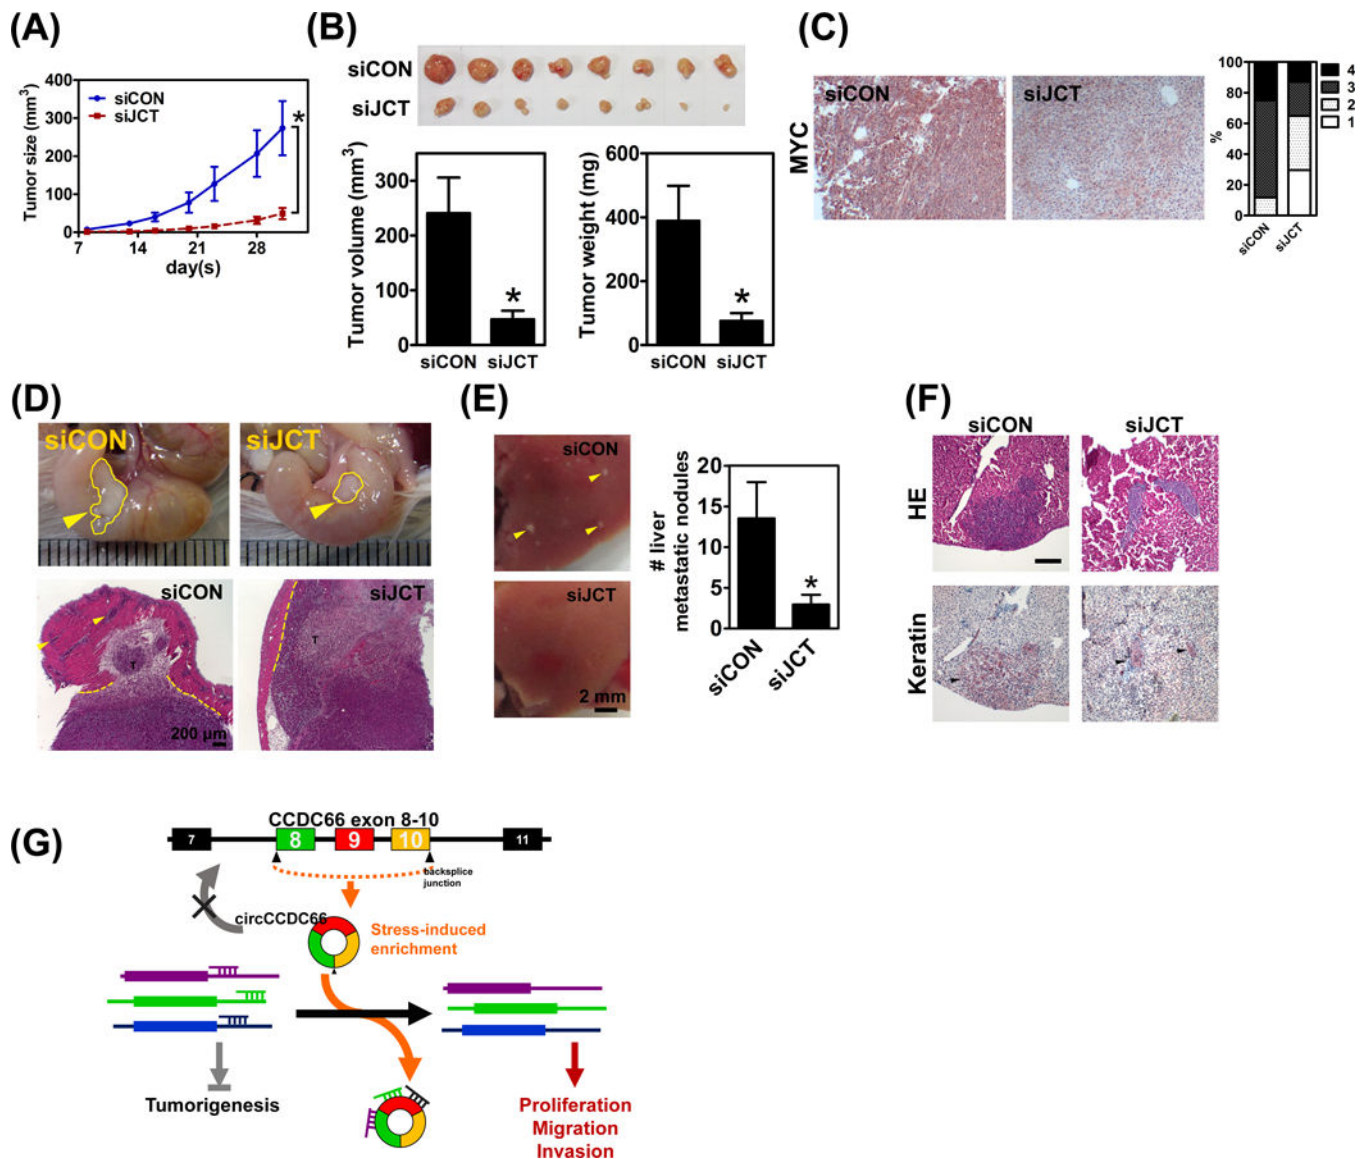 (A)
400
300
200
100
0
Tumor size (mm3)
siCON
siJCT
*
7
14
21
28
day(s)
(B)
siCON
siJCT
300
200
100
0
Tumor volume (mm3)
*
siCON
siJCT
600
400
200
0
Tumor weight (mg)
*
siCON
siJCT
(C)
MYC
siCON
siJCT
100
80
60
40
20
0
%
4
3
2
1
siCON
siJCT
(D)
siCON
siJCT
siCON
T
200 μm
siJCT
T
(E)
siCON
siJCT
2 mm
# liver
metastatic nodules
20
15
10
5
0
*
siCON
siJCT
(F)
siCON
siJCT
HE
Keratin
(G)
CCDC66 exon 8-10
7
8
9
10
11
backsplice
junction
circCCDC66
Stress-induced
enrichment
Tumorigenesis
Proliferation
Migration
Invasion